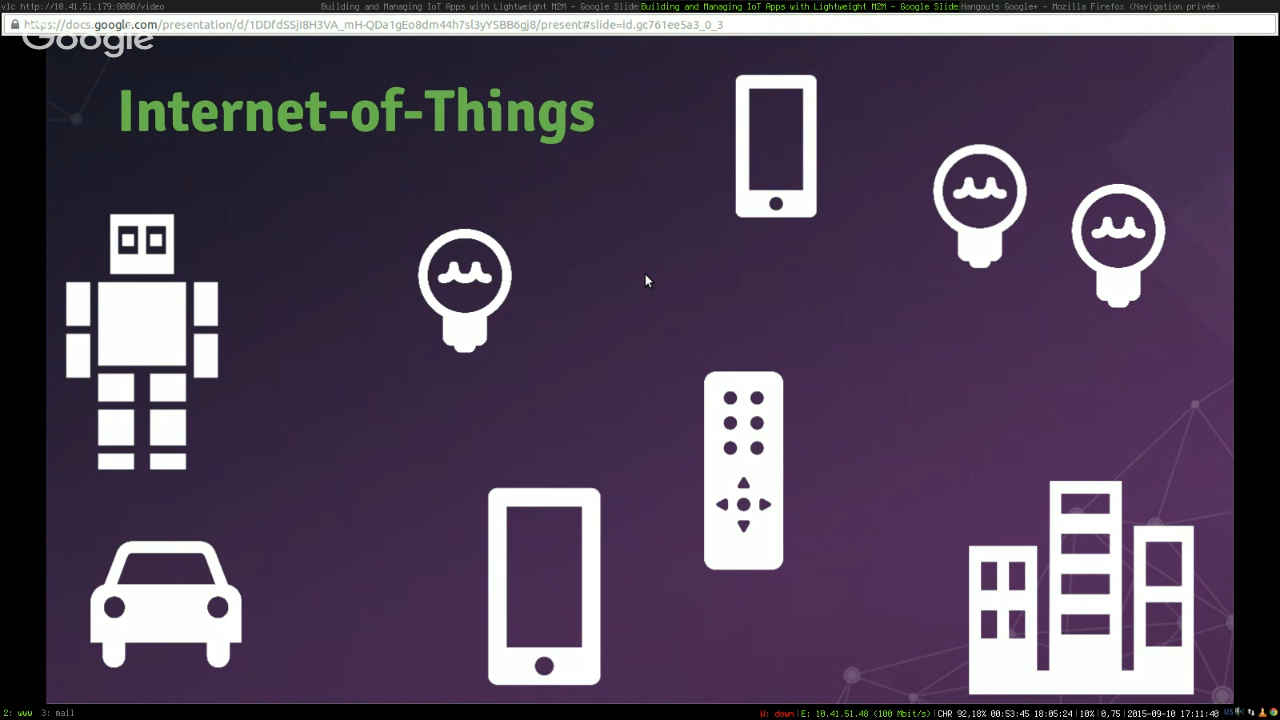 vlc http://10.41.51.179:8080/video
Building and Managing IoT Apps with Lightweight M2M - Google Slide
Building and Managing IoT Apps with Lightweight M2M - Google Slide
Hangouts Google+ - Mozilla Firefox (Navigation privée)
https://docs.google.com/presentation/d/1DDfdSSjI8H3VA_mH-QDa1gEo8dm44h7sl3yYSBB6gj8/present#slide=id.gc761ee5a3_0_3
Google
Internet-of-Things
2: www 3: mail
W: down|E: 10.41.51.48 (100 Mbit/s)|CHR 92,18% 00:53:45 18:05:24|10%|0,75|2015-09-10 17:11:40